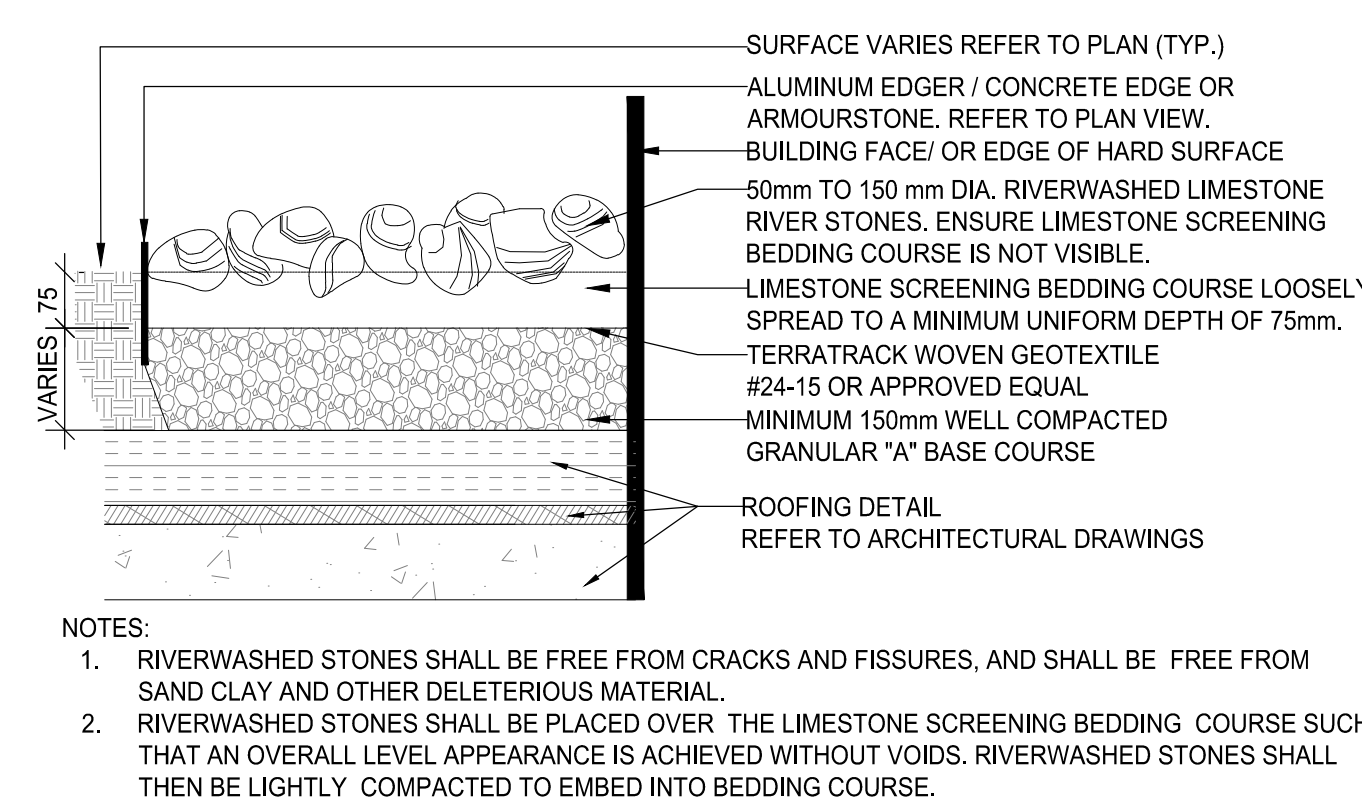 SURFACE VARIES REFER TO PLAN (TYP.)
ALUMINUM EDGER / CONCRETE EDGE OR
ARMOURSTONE. REFER TO PLAN VIEW.
BUILDING FACE/ OR EDGE OF HARD SURFACE
50mm TO 150 mm DIA. RIVERWASHED LIMESTONE
RIVER STONES. ENSURE LIMESTONE SCREENING
BEDDING COURSE IS NOT VISIBLE.
LIMESTONE SCREENING BEDDING COURSE LOOSELY
SPREAD TO A MINIMUM UNIFORM DEPTH OF 75mm.
TERRATRACK WOVEN GEOTEXTILE
#24-15 OR APPROVED EQUAL
MINIMUM 150mm WELL COMPACTED
GRANULAR "A" BASE COURSE
ROOFING DETAIL
REFER TO ARCHITECTURAL DRAWINGS
75
VARIES
NOTES:
1. RIVERWASHED STONES SHALL BE FREE FROM CRACKS AND FISSURES, AND SHALL BE FREE FROM
SAND CLAY AND OTHER DELETERIOUS MATERIAL.
2. RIVERWASHED STONES SHALL BE PLACED OVER THE LIMESTONE SCREENING BEDDING COURSE SUCH
THAT AN OVERALL LEVEL APPEARANCE IS ACHIEVED WITHOUT VOIDS. RIVERWASHED STONES SHALL
THEN BE LIGHTLY COMPACTED TO EMBED INTO BEDDING COURSE.